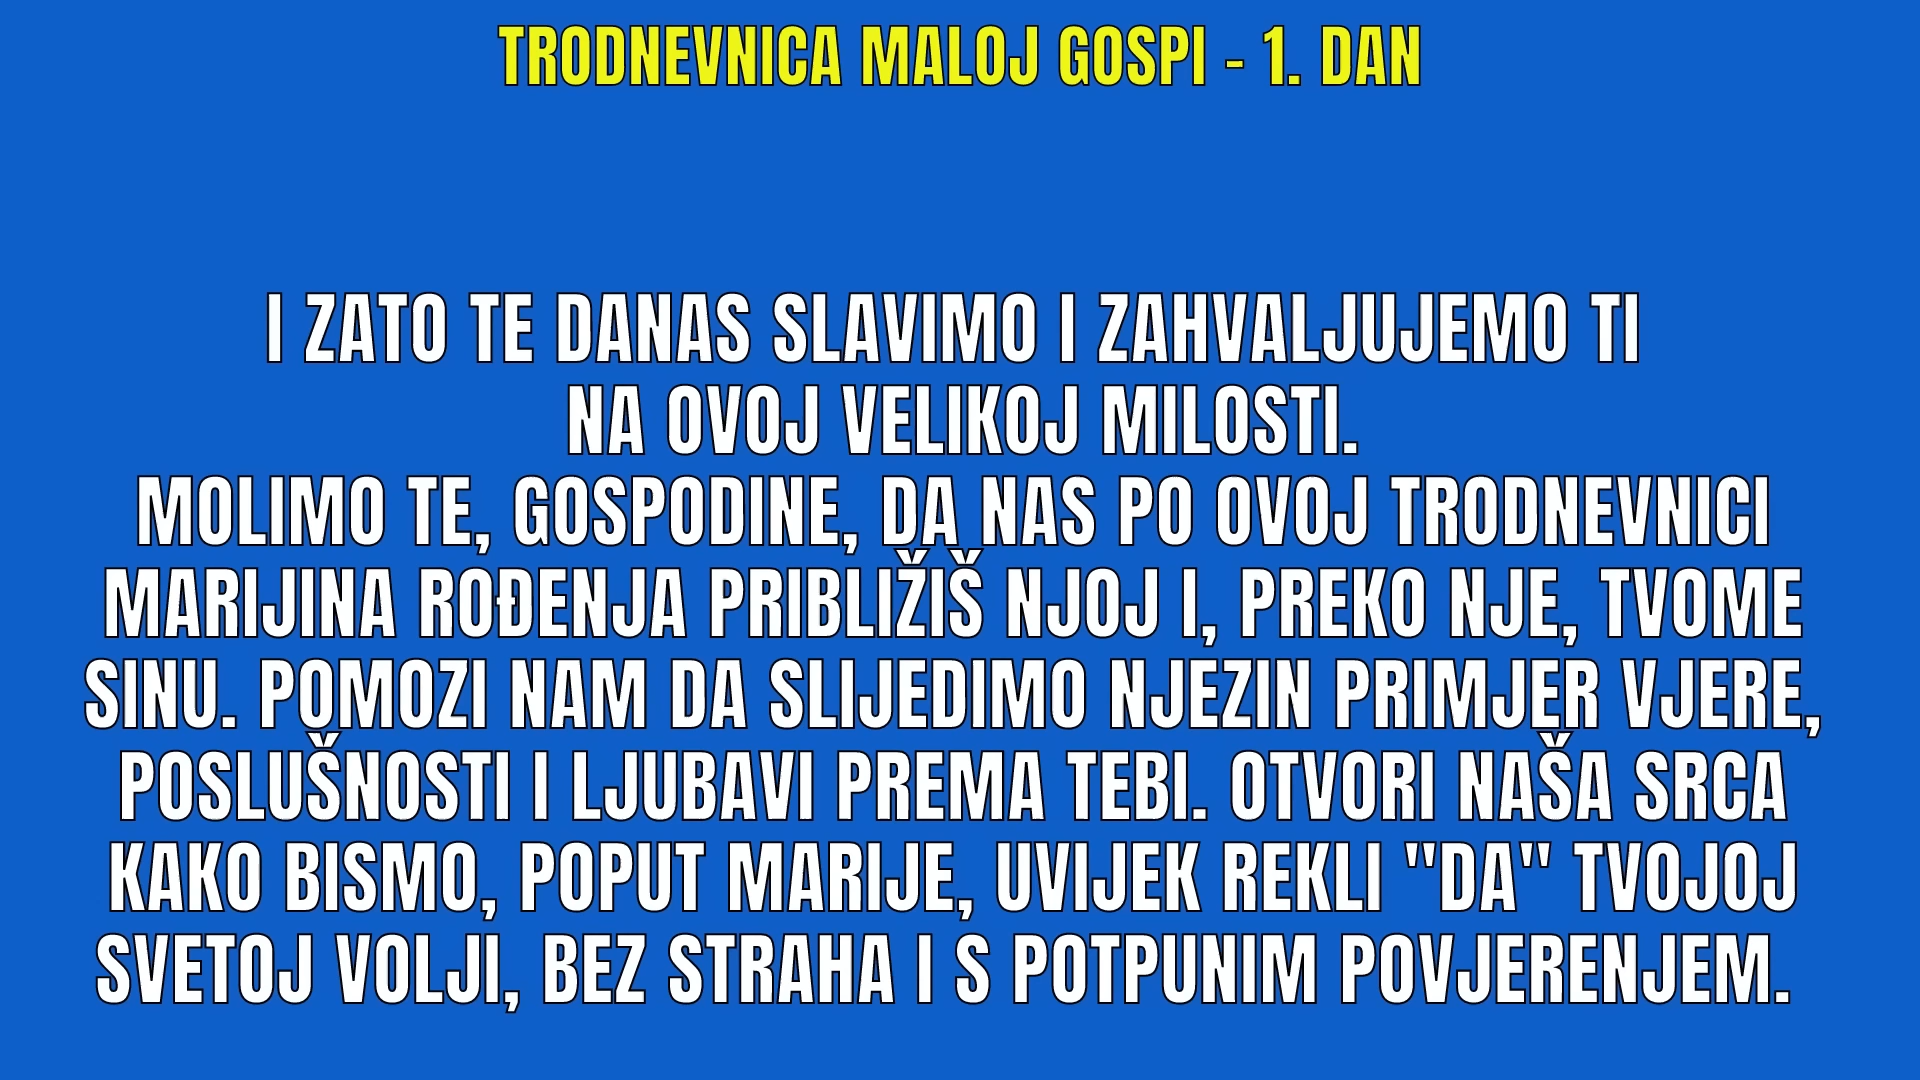 TRODNEVNICA MALOJ GOSPI - 1. DAN
I ZATO TE DANAS SLAVIMO I ZAHVALJUJEMO TI
NA OVOJ VELIKOJ MILOSTI.
MOLIMO TE, GOSPODINE, DA NAS PO OVOJ TRODNEVNICI
MARIJINA ROĐENJA PRIBLIŽIŠ NJOJ I, PREKO NJE, TVOME
SINU. POMOZI NAM DA SLIJEDIMO NJEZIN PRIMJER VJERE,
POSLUŠNOSTI I LJUBAVI PREMA TEBI. OTVORI NAŠA SRCA
KAKO BISMO, POPUT MARIJE, UVIJEK REKLI "DA" TVOJOJ
SVETOJ VOLJI, BEZ STRAHA I S POTPUNIM POVJERENJEM.